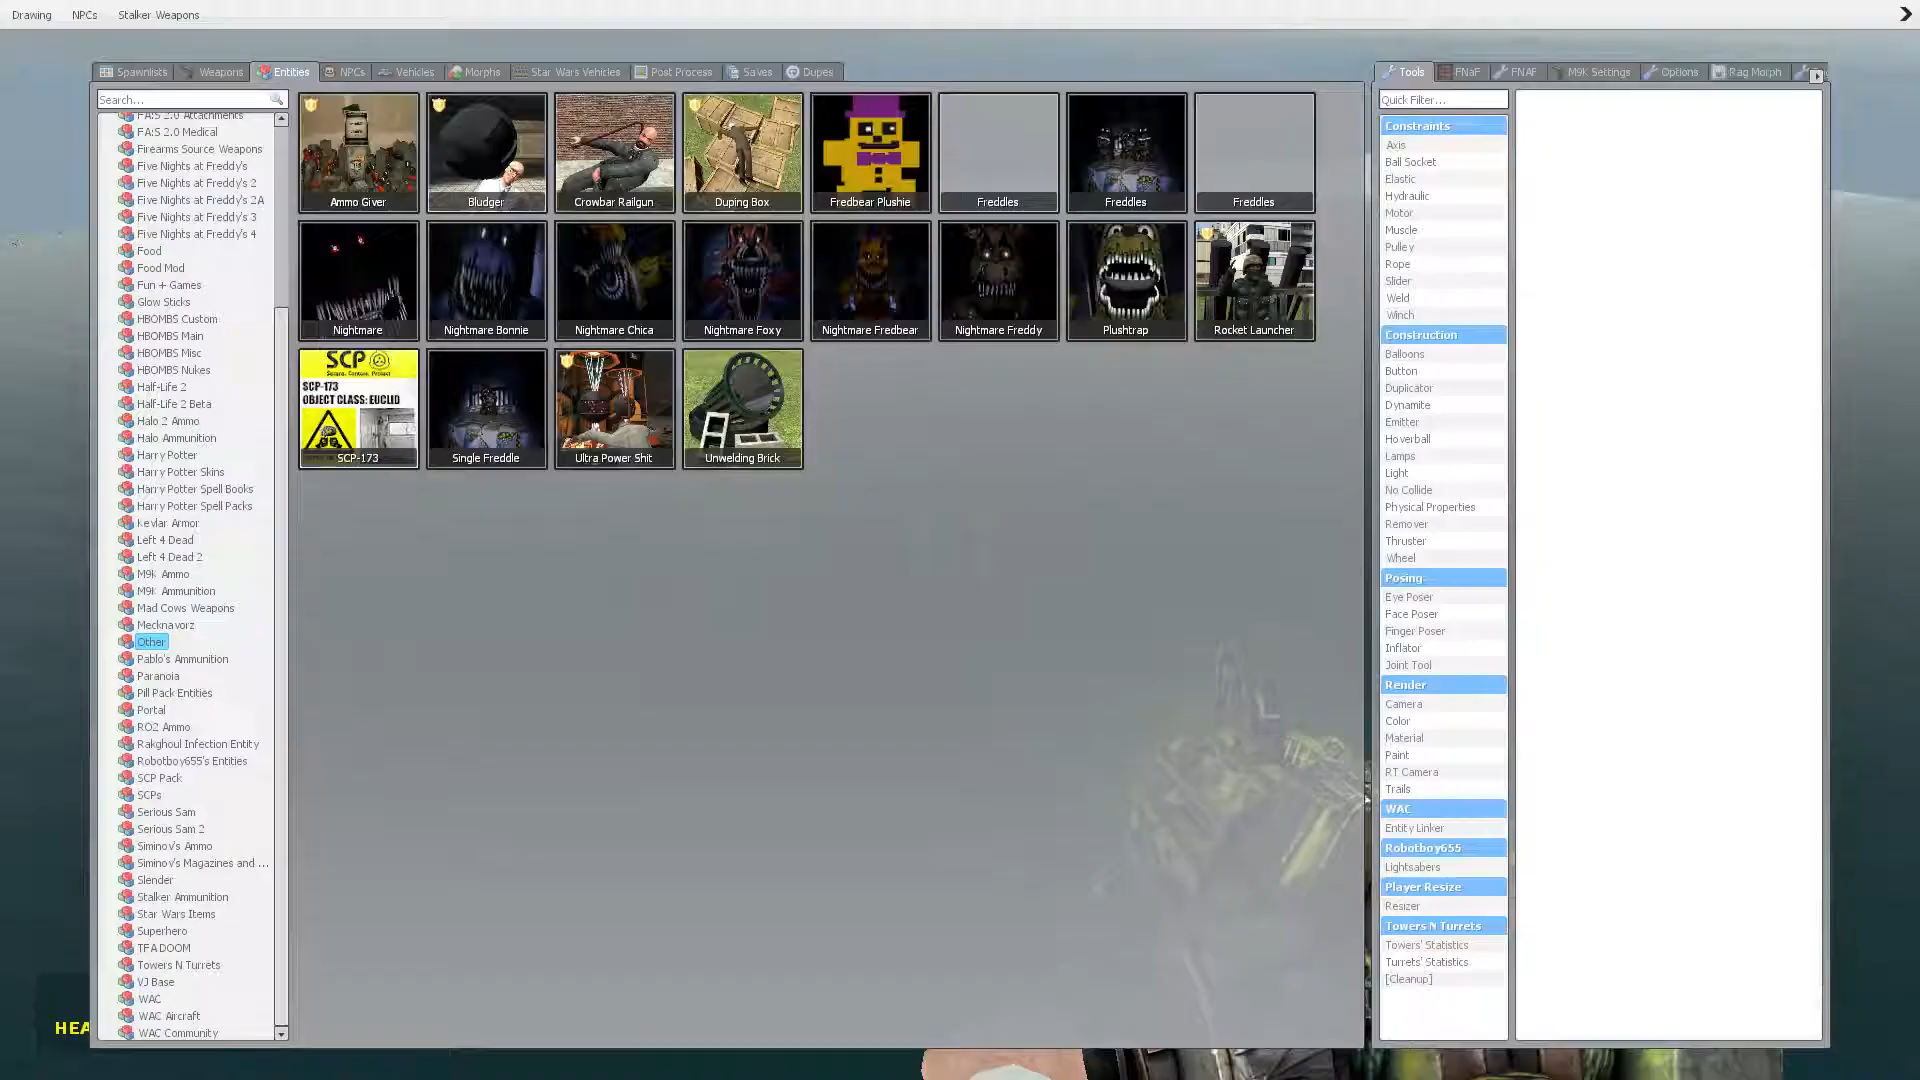 Drawing NPCs Stalker Weapons
Spawnlists Weapons Entities NPCs Vehicles Morphs Star Wars Vehicles Post Process Saves Dupes
Search...
FA:S 2.0 Attachments
FA:S 2.0 Medical
Firearms Source Weapons
Five Nights at Freddy's
Five Nights at Freddy's 2
Five Nights at Freddy's 2A
Five Nights at Freddy's 3
Five Nights at Freddy's 4
Food
Food Mod
Fun + Games
Glow Sticks
HBOMBS Custom
HBOMBS Main
HBOMBS Misc
HBOMBS Nukes
Half-Life 2
Half-Life 2 Beta
Halo 2 Ammo
Halo Ammunition
Harry Potter
Harry Potter Skins
Harry Potter Spell Books
Harry Potter Spell Packs
Kevlar Armor
Left 4 Dead
Left 4 Dead 2
M9K Ammo
M9K Ammunition
Mad Cows Weapons
Mecknavorz
Other
Pablo's Ammunition
Paranoia
Pill Pack Entities
Portal
RO2 Ammo
Rakghoul Infection Entity
Robotboy655's Entities
SCP Pack
SCPs
Serious Sam
Serious Sam 2
Siminov's Ammo
Siminov's Magazines and ...
Slender
Stalker Ammunition
Star Wars Items
Superhero
TFA DOOM
Towers N Turrets
VJ Base
WAC
WAC Aircraft
WAC Community
Ammo Giver Bludger Crowbar Railgun Duping Box Fredbear Plushie Freddles Freddles Freddles
Nightmare Nightmare Bonnie Nightmare Chica Nightmare Foxy Nightmare Fredbear Nightmare Freddy Plushtrap Rocket Launcher
SCP
Secure. Contain. Protect
SCP-173
OBJECT CLASS: EUCLID
SCP-173 Single Freddle Ultra Power Shit Unwelding Brick
Tools FNaF FNAF M9K Settings Options Rag Morph
Quick Filter...
Constraints
Axis
Ball Socket
Elastic
Hydraulic
Motor
Muscle
Pulley
Rope
Slider
Weld
Winch
Construction
Balloons
Button
Duplicator
Dynamite
Emitter
Hoverball
Lamps
Light
No Collide
Physical Properties
Remover
Thruster
Wheel
Posing
Eye Poser
Face Poser
Finger Poser
Inflator
Joint Tool
Render
Camera
Color
Material
Paint
RT Camera
Trails
WAC
Entity Linker
Robotboy655
Lightsabers
Player Resize
Resizer
Towers N Turrets
Towers' Statistics
Turrets' Statistics
[Cleanup]
HEA